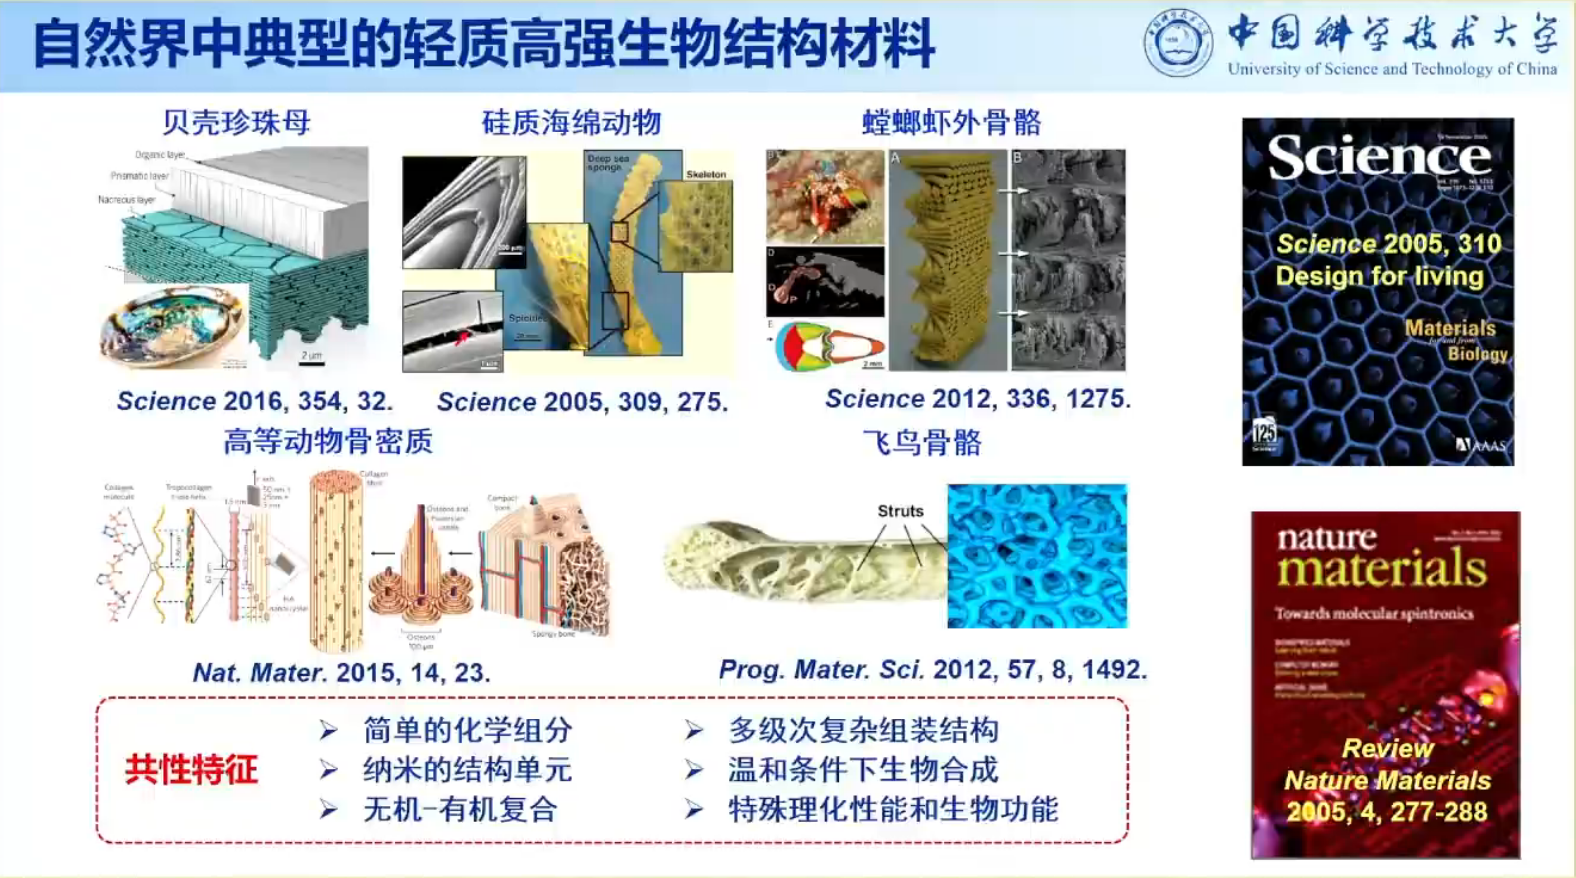 自然界中典型的轻质高强生物结构材料
中国科学技术大学
University of Science and Technology of China
贝壳珍珠母
Organic layer
Prismatic layer
Nacreous layer
2 μm
Science 2016, 354, 32.
硅质海绵动物
Deep sea
sponge
Skeleton
Spicules
Science 2005, 309, 275.
螳螂虾外骨骼
A
B
D
P
E
2 mm
Science 2012, 336, 1275.
高等动物骨密质
Collagen
molecule
Tropocollagen
Collagen
fibril
Osteons and
Haversian
canals
Compact
bone
Osteons
100 μm
Spongy bone
Nat. Mater. 2015, 14, 23.
飞鸟骨骼
Struts
Prog. Mater. Sci. 2012, 57, 8, 1492.
共性特征
➢ 简单的化学组分
➢ 纳米的结构单元
➢ 无机-有机复合
➢ 多级次复杂组装结构
➢ 温和条件下生物合成
➢ 特殊理化性能和生物功能
Science
Science 2005, 310
Design for living
Materials
for and from
Biology
125
AAAS
nature
materials
Towards molecular spintronics
Review
Nature Materials
2005, 4, 277-288